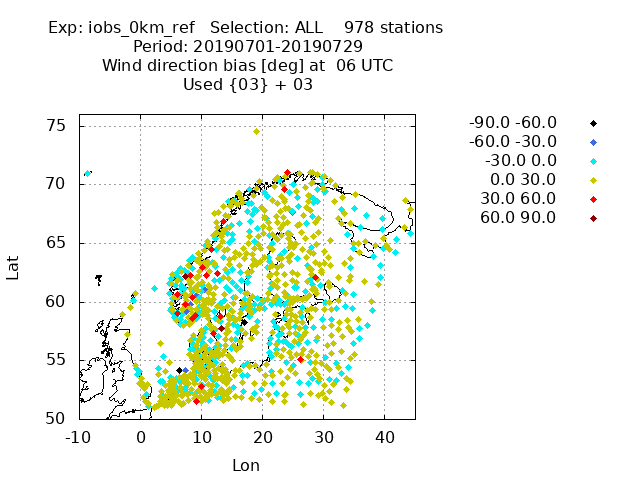 Exp: iobs_0km_ref   Selection: ALL    978 stations
Period: 20190701-20190729
Wind direction bias [deg] at  06 UTC
Used {03} + 03
-90.0 -60.0
-60.0 -30.0
-30.0 0.0
0.0 30.0
30.0 60.0
60.0 90.0
75
70
65
60
55
50
Lat
-10 0 10 20 30 40
Lon